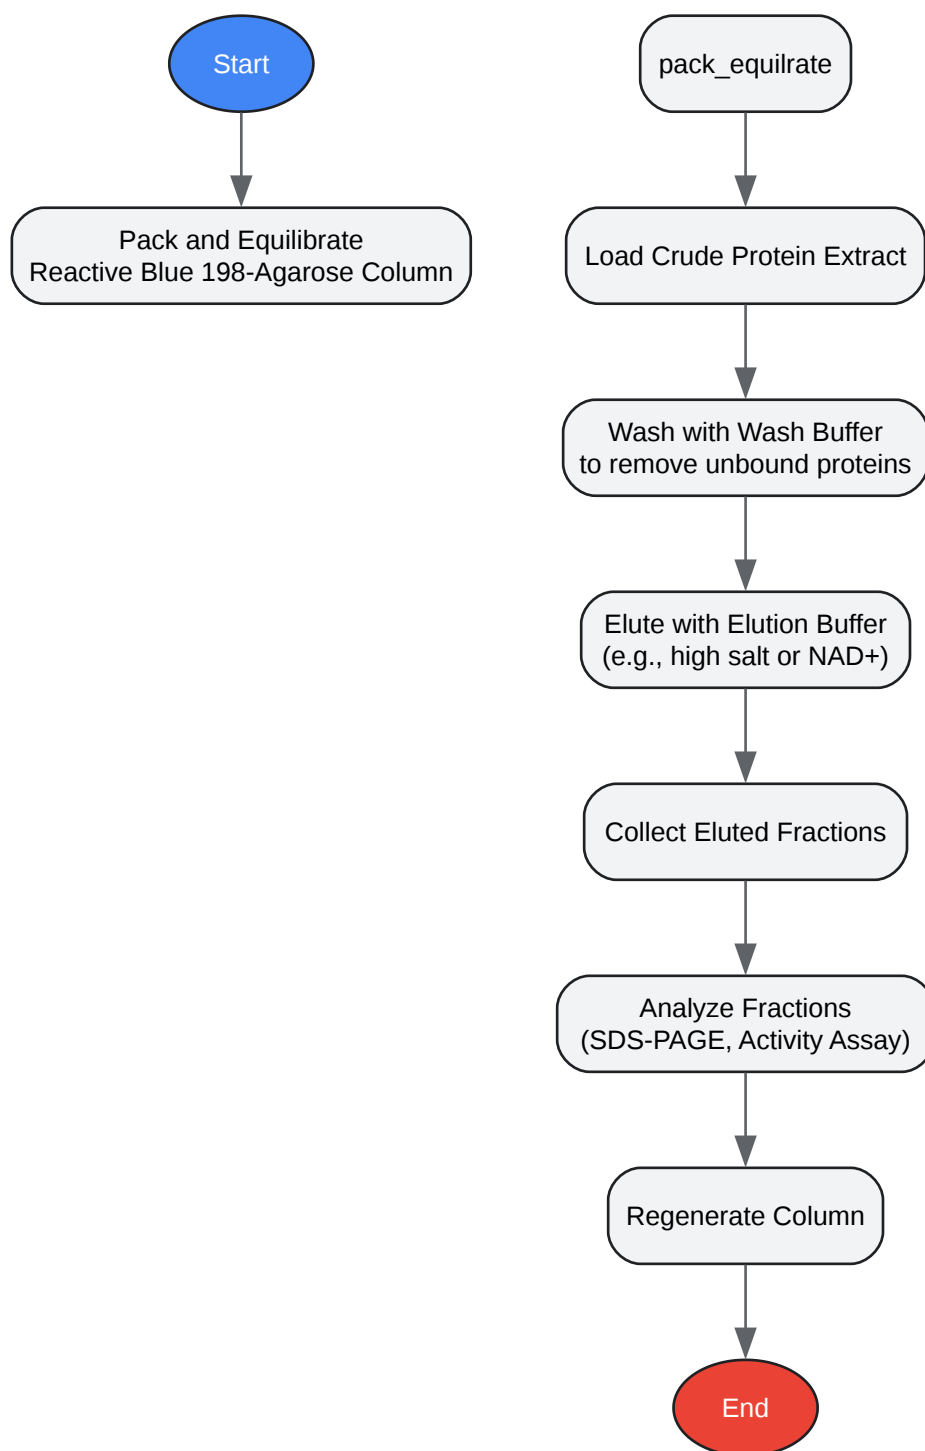 Start
Pack and Equilibrate
Reactive Blue 198-Agarose Column
pack_equilrate
Load Crude Protein Extract
Wash with Wash Buffer
to remove unbound proteins
Elute with Elution Buffer
(e.g., high salt or NAD+)
Collect Eluted Fractions
Analyze Fractions
(SDS-PAGE, Activity Assay)
Regenerate Column
End